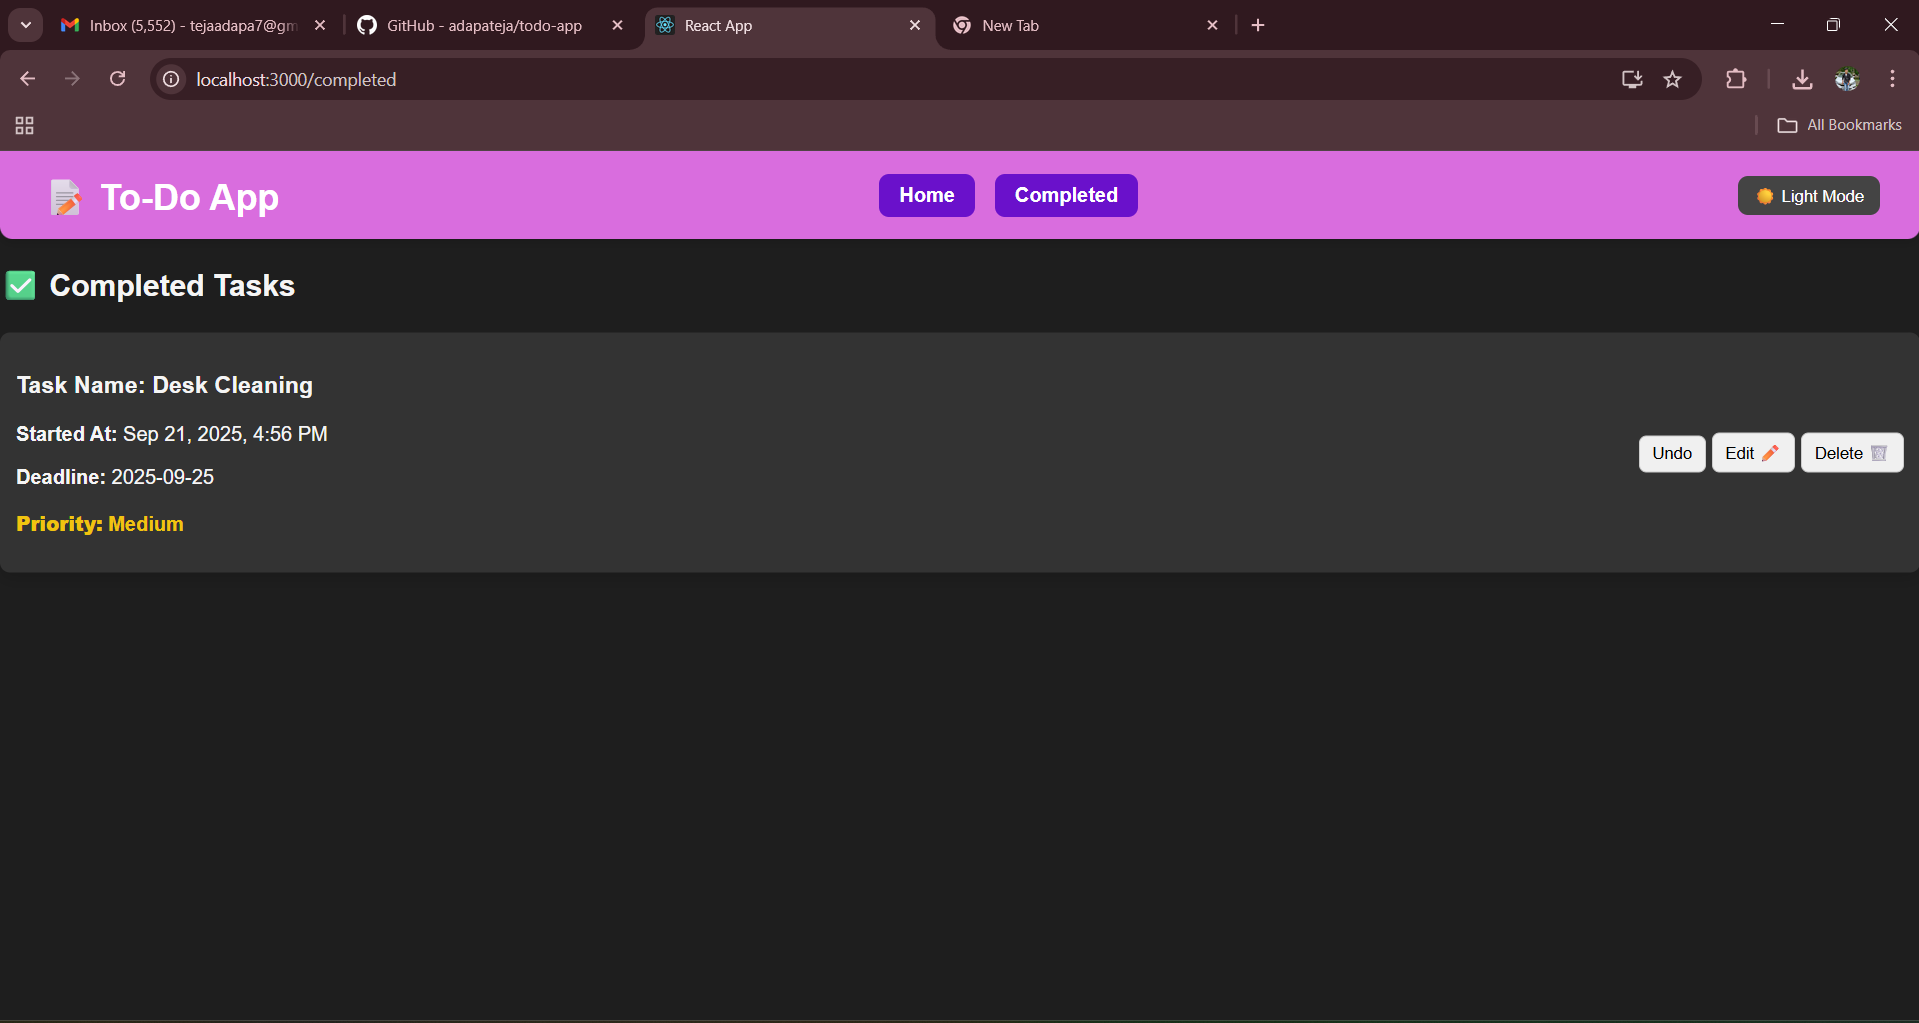 Inbox (5,552) - tejaadapa7@gm
GitHub - adapateja/todo-app
React App
New Tab
localhost:3000/completed
All Bookmarks
To-Do App
Home
Completed
Light Mode
Completed Tasks
Task Name: Desk Cleaning
Started At: Sep 21, 2025, 4:56 PM
Deadline: 2025-09-25
Priority: Medium
Undo
Edit
Delete